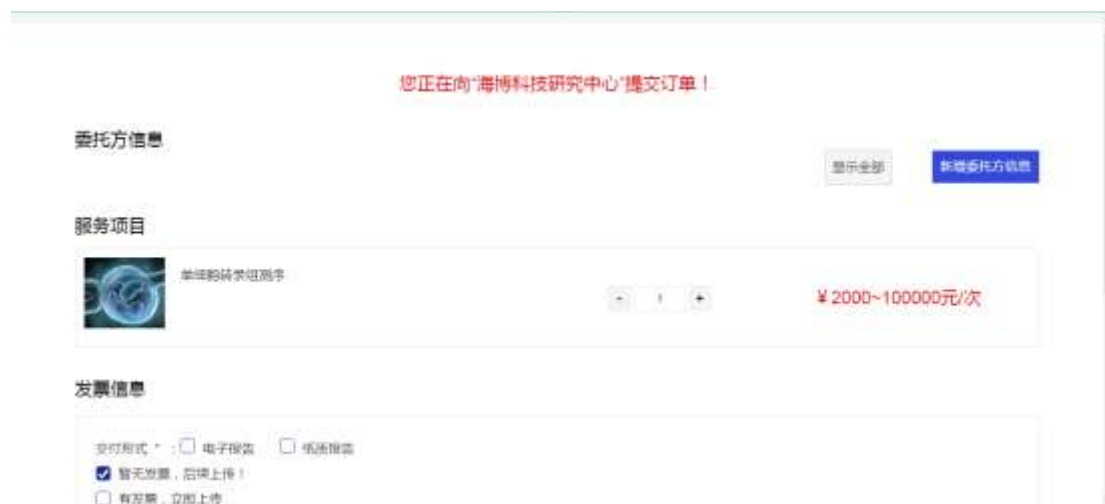 您正在向“海博科技研究中心”提交订单！
委托方信息
显示全部
新增委托方信息
服务项目
单细胞转录组测序
- 1 +
¥2000~100000元/次
发票信息
交付形式 * : 电子报告 纸质报告
暂无发票，后续上传！
有发票，立即上传